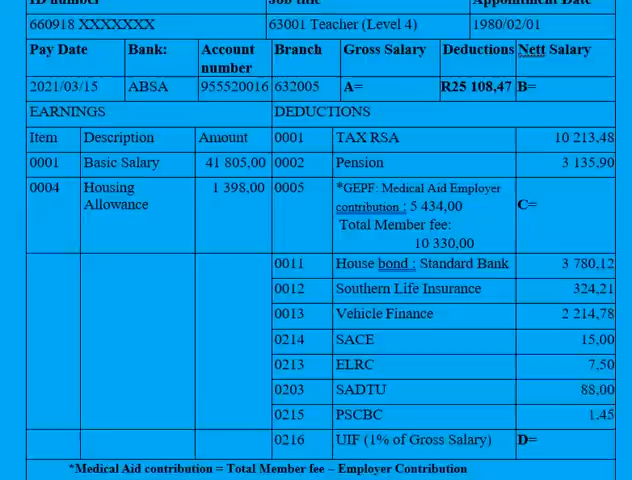 ID number Job title Appointment Date
660918 XXXXXXX 63001 Teacher (Level 4) 1980/02/01
Pay Date Bank: Account number Branch Gross Salary Deductions Nett Salary
2021/03/15 ABSA 955520016 632005 A= R25 108,47 B=
EARNINGS DEDUCTIONS
Item Description Amount 0001 TAX RSA 10 213,48
0001 Basic Salary 41 805,00 0002 Pension 3 135,90
0004 Housing Allowance 1 398,00 0005 *GEPF: Medical Aid Employer
contribution : 5 434,00 C=
Total Member fee:
10 330,00
0011 House bond : Standard Bank 3 780,12
0012 Southern Life Insurance 324,21
0013 Vehicle Finance 2 214,78
0214 SACE 15,00
0213 ELRC 7,50
0203 SADTU 88,00
0215 PSCBC 1.45
0216 UIF (1% of Gross Salary) D=
*Medical Aid contribution = Total Member fee – Employer Contribution